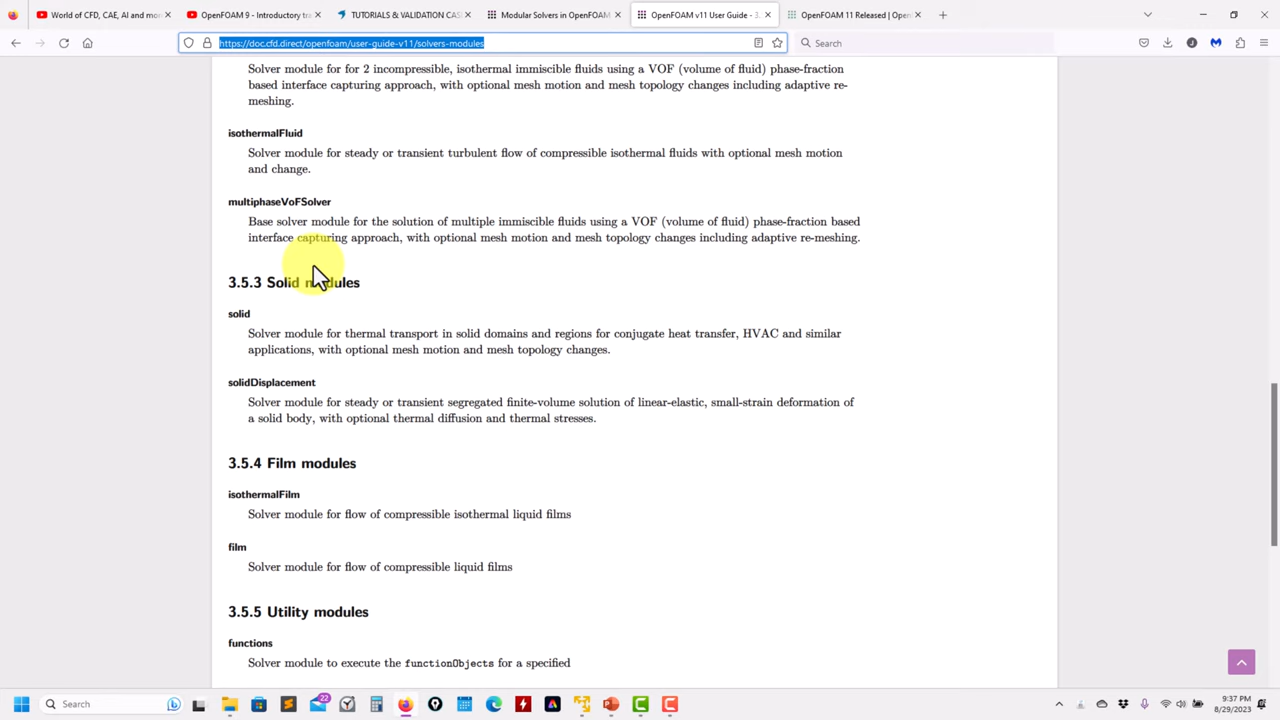 World of CFD, CAE, AI and mor
OpenFOAM 9 - Introductory tra
TUTORIALS & VALIDATION CAS
Modular Solvers in OpenFOAM
OpenFOAM v11 User Guide - 3.
OpenFOAM 11 Released | Open
https://doc.cfd.direct/openfoam/user-guide-v11/solvers-modules
Search
Solver module for for 2 incompressible, isothermal immiscible fluids using a VOF (volume of fluid) phase-fraction
based interface capturing approach, with optional mesh motion and mesh topology changes including adaptive re-
meshing.
isothermalFluid
Solver module for steady or transient turbulent flow of compressible isothermal fluids with optional mesh motion
and change.
multiphaseVoFSolver
Base solver module for the solution of multiple immiscible fluids using a VOF (volume of fluid) phase-fraction based
interface capturing approach, with optional mesh motion and mesh topology changes including adaptive re-meshing.
3.5.3 Solid modules
solid
Solver module for thermal transport in solid domains and regions for conjugate heat transfer, HVAC and similar
applications, with optional mesh motion and mesh topology changes.
solidDisplacement
Solver module for steady or transient segregated finite-volume solution of linear-elastic, small-strain deformation of
a solid body, with optional thermal diffusion and thermal stresses.
3.5.4 Film modules
isothermalFilm
Solver module for flow of compressible isothermal liquid films
film
Solver module for flow of compressible liquid films
3.5.5 Utility modules
functions
Solver module to execute the functionObjects for a specified
Search
22
8/29/2023